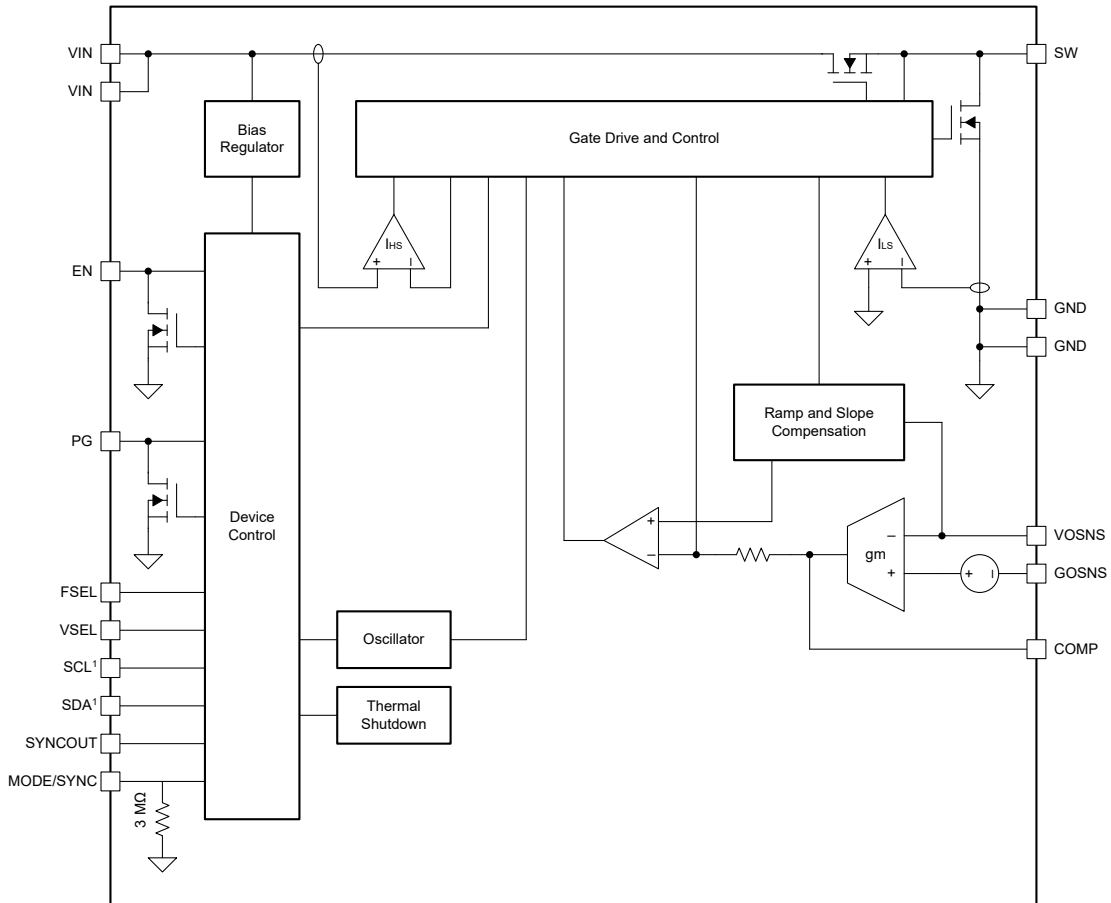 VIN
SW
VIN
Bias
Regulator
Gate Drive and Control
IHS
+ −
ILS
+ −
EN
GND
GND
Ramp and Slope
Compensation
PG
Device
Control
+
−
gm
−
+
+ −
VOSNS
GOSNS
FSEL
VSEL
Oscillator
COMP
SCL¹
SDA¹
Thermal
Shutdown
SYNCOUT
MODE/SYNC
3 MΩ